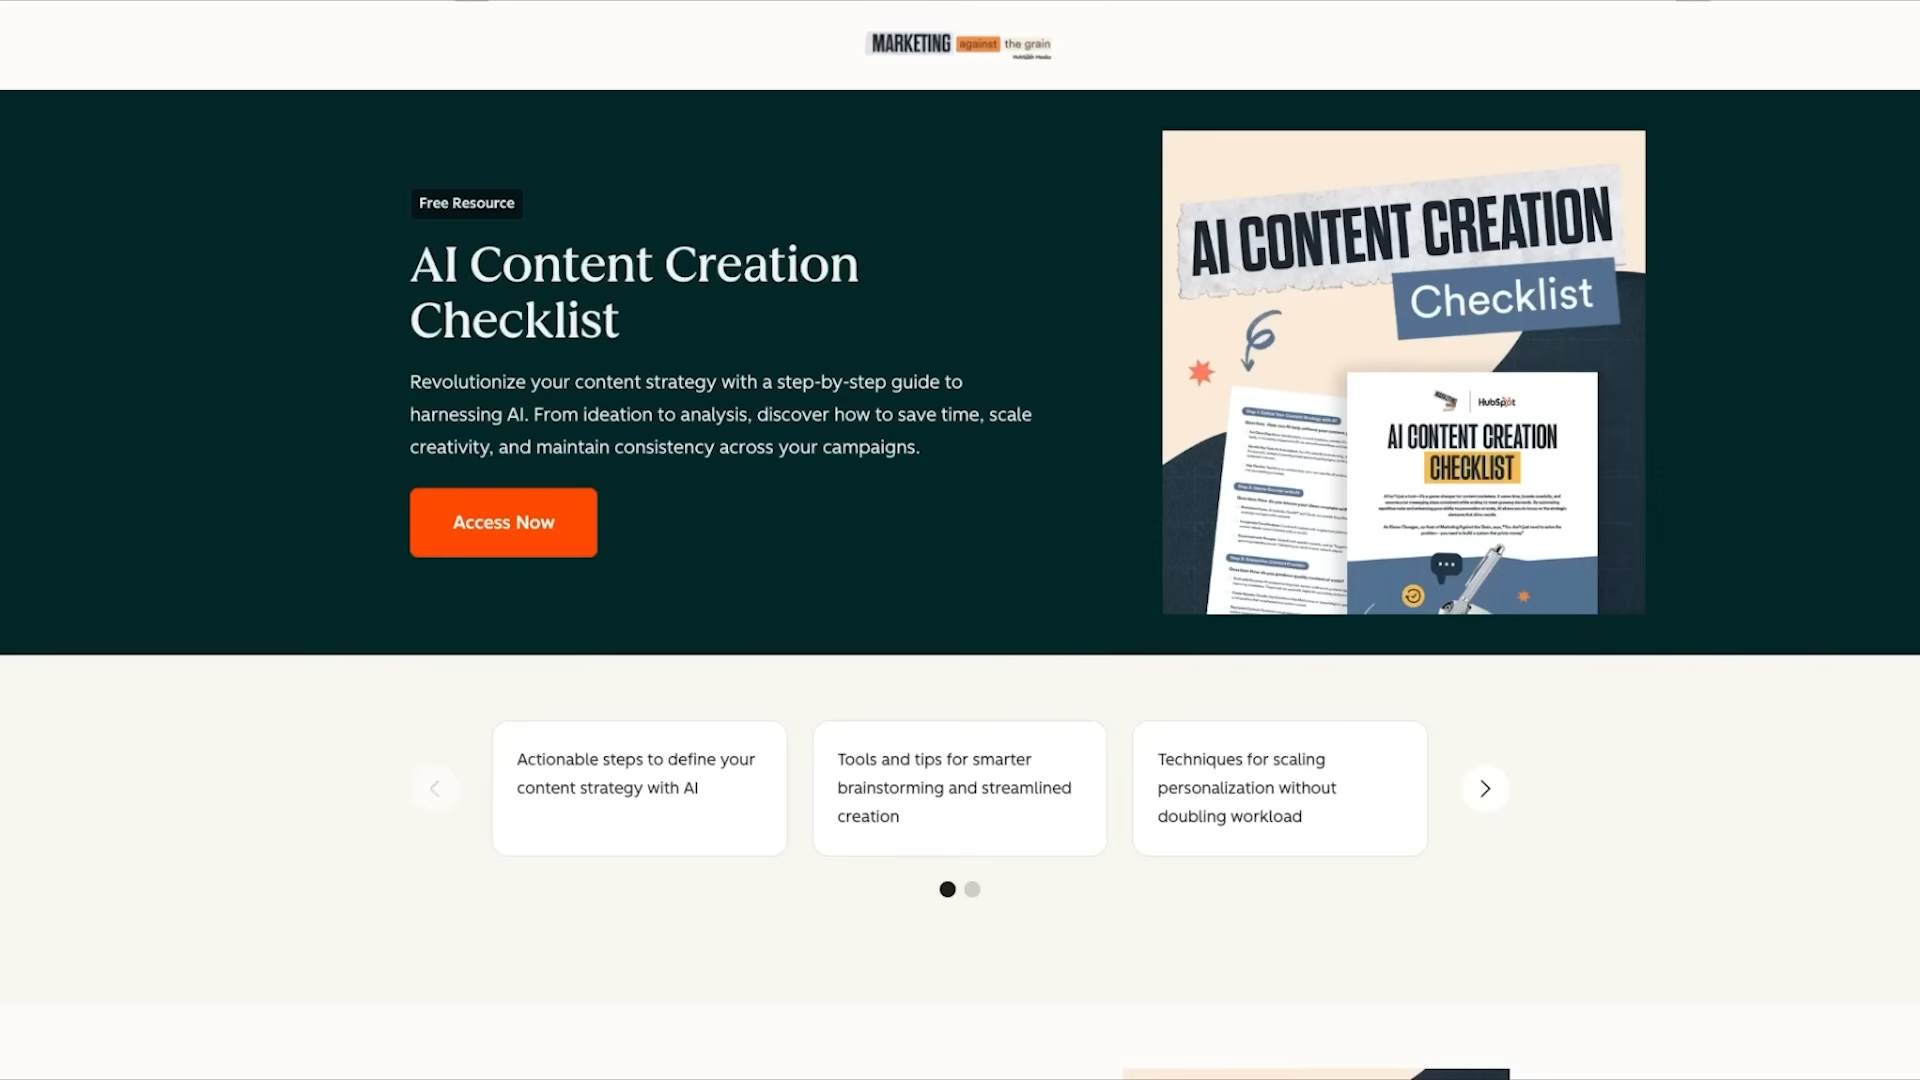 MARKETING against the grain
HubSpot Media
Free Resource
AI Content Creation
Checklist
Revolutionize your content strategy with a step-by-step guide to
harnessing AI. From ideation to analysis, discover how to save time, scale
creativity, and maintain consistency across your campaigns.
Access Now
AI CONTENT CREATION
Checklist
HubSpot
AI CONTENT CREATION
CHECKLIST
Actionable steps to define your
content strategy with AI
Tools and tips for smarter
brainstorming and streamlined
creation
Techniques for scaling
personalization without
doubling workload